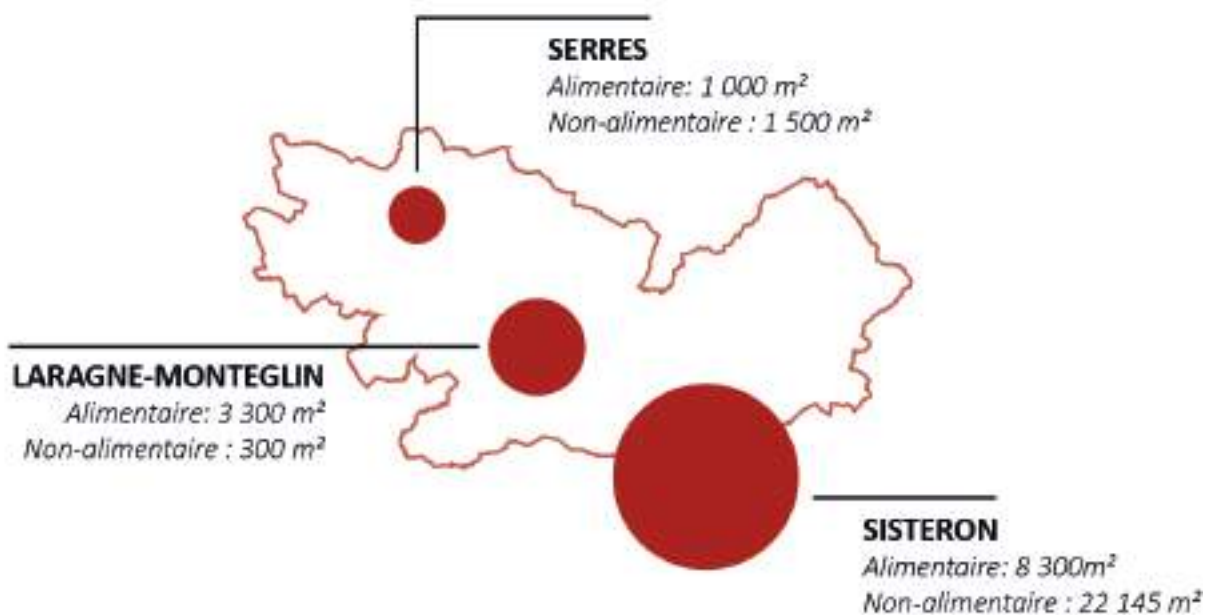 SERRES
Alimentaire: 1 000 m²
Non-alimentaire : 1 500 m²
LARAGNE-MONTEGLIN
Alimentaire: 3 300 m²
Non-alimentaire : 300 m²
SISTERON
Alimentaire: 8 300m²
Non-alimentaire : 22 145 m²